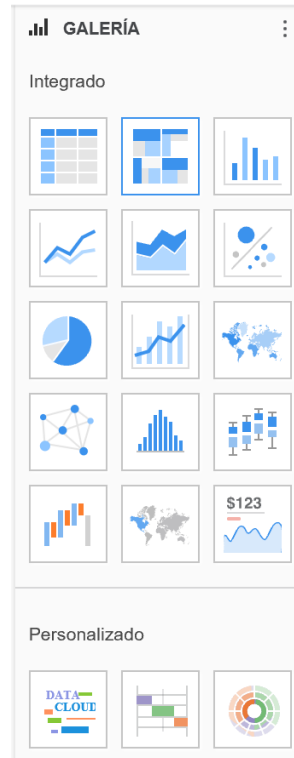 GALERÍA
Integrado
$123
Personalizado
DATA
CLOUD